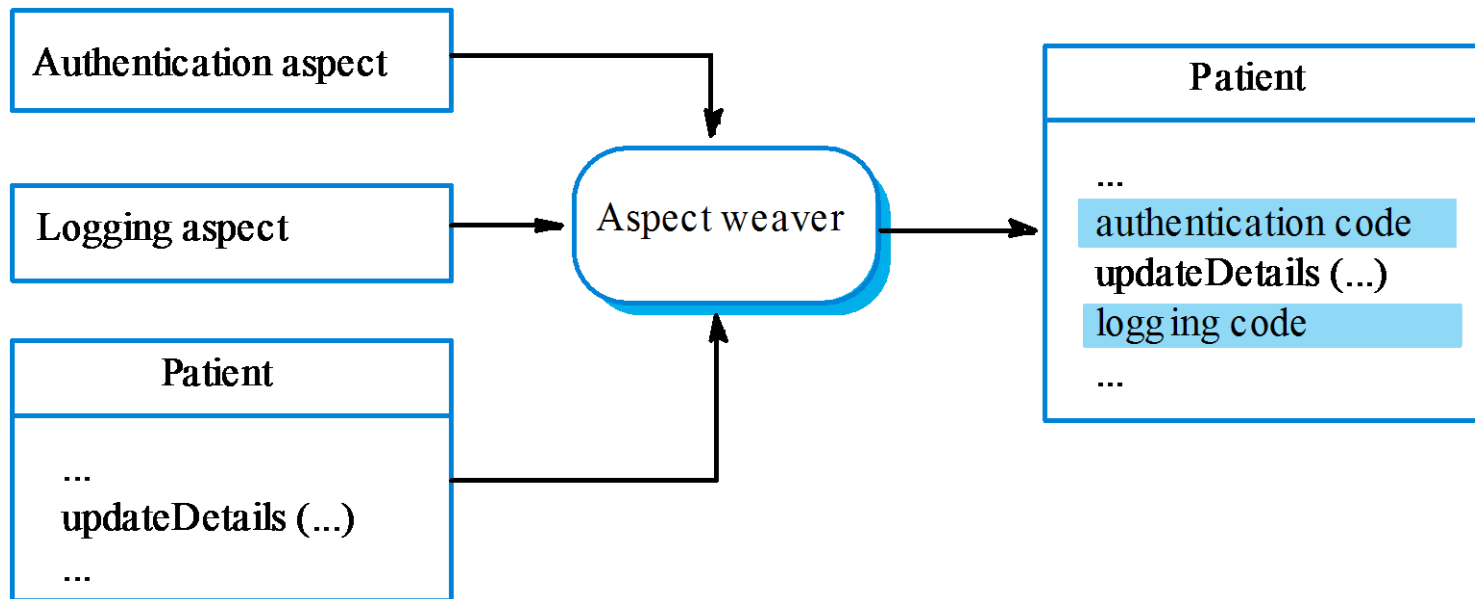 Authentication aspect
Logging aspect
Patient
...
updateDetails (...)
...
Aspect weaver
Patient
...
authentication code
updateDetails (...)
logging code
...